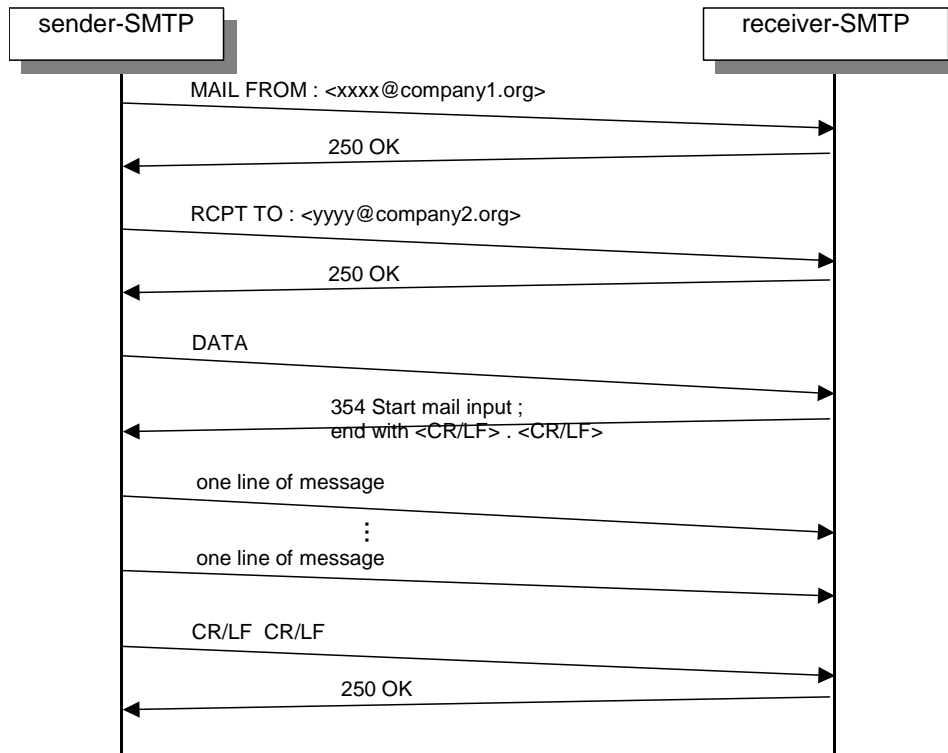 sender-SMTP
receiver-SMTP
MAIL FROM : <xxxx@company1.org>
250 OK
RCPT TO : <yyyy@company2.org>
250 OK
DATA
354 Start mail input ;
end with <CR/LF> . <CR/LF>
one line of message
...
one line of message
CR/LF CR/LF
250 OK